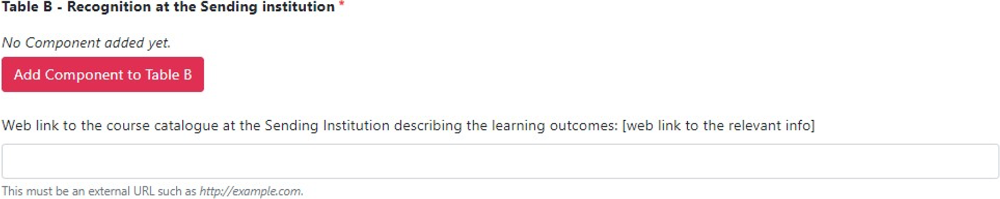 Table B - Recognition at the Sending institution *
No Component added yet.
Add Component to Table B
Web link to the course catalogue at the Sending Institution describing the learning outcomes: [web link to the relevant info]
This must be an external URL such as http://example.com.